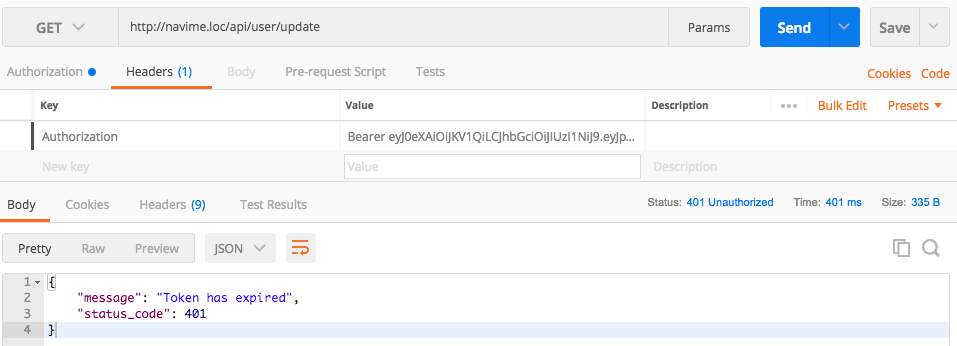 GET http://navime.loc/api/user/update Params Send Save
Authorization Headers (1) Body Pre-request Script Tests Cookies Code
Key Value Description ••• Bulk Edit Presets
Authorization Bearer eyJ0eXAiOiJKV1QiLCJhbGciOiJIUzI1NiJ9.eyJp...
New key Value Description
Body Cookies Headers (9) Test Results Status: 401 Unauthorized Time: 401 ms Size: 335 B
Pretty Raw Preview JSON
1 {
2 "message": "Token has expired",
3 "status_code": 401
4 }